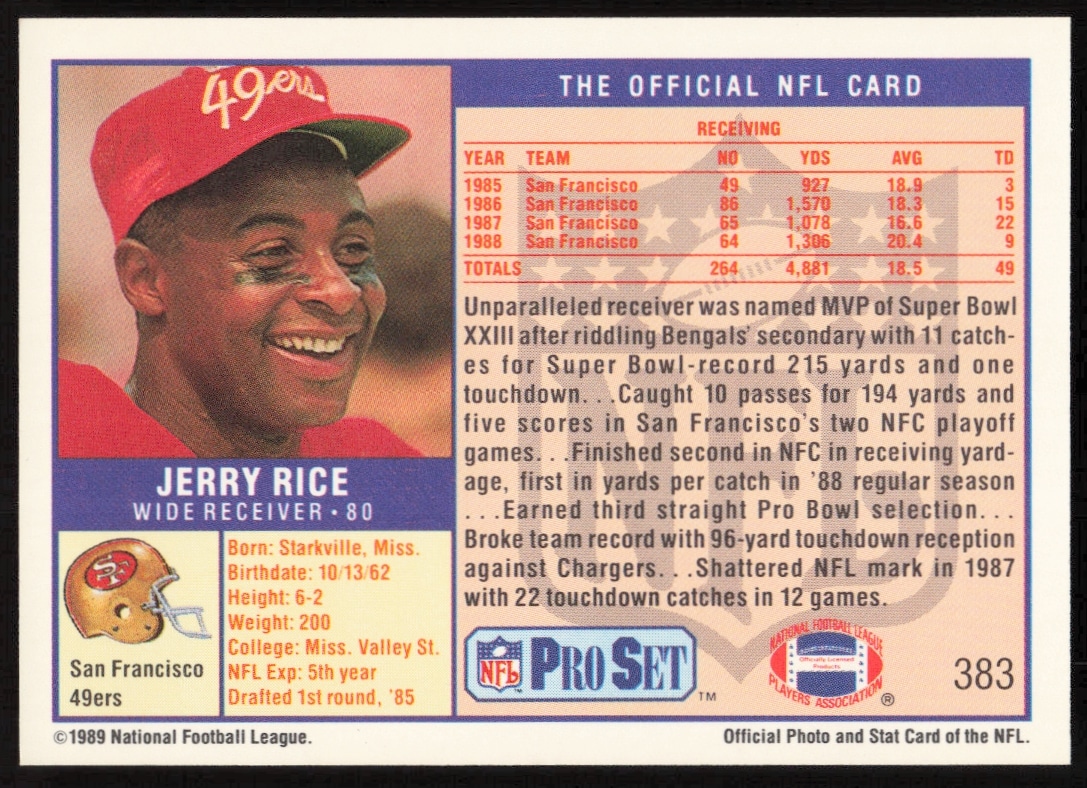 49ers
JERRY RICE
WIDE RECEIVER • 80
SF
San Francisco
49ers
Born: Starkville, Miss.
Birthdate: 10/13/62
Height: 6-2
Weight: 200
College: Miss. Valley St.
NFL Exp: 5th year
Drafted 1st round, '85
THE OFFICIAL NFL CARD
RECEIVING
YEAR TEAM NO YDS AVG TD
1985 San Francisco 49 927 18.9 3
1986 San Francisco 86 1,570 18.3 15
1987 San Francisco 65 1,078 16.6 22
1988 San Francisco 64 1,306 20.4 9
TOTALS 264 4,881 18.5 49
Unparalleled receiver was named MVP of Super Bowl
XXIII after riddling Bengals' secondary with 11 catch-
es for Super Bowl-record 215 yards and one
touchdown. . .Caught 10 passes for 194 yards and
five scores in San Francisco's two NFC playoff
games. . .Finished second in NFC in receiving yard-
age, first in yards per catch in '88 regular season
. . .Earned third straight Pro Bowl selection. . .
Broke team record with 96-yard touchdown reception
against Chargers. . .Shattered NFL mark in 1987
with 22 touchdown catches in 12 games.
NFL
NFL PRO SET ™
NATIONAL FOOTBALL LEAGUE
Officially Licensed
Products
PLAYERS ASSOCIATION ®
383
©1989 National Football League.
Official Photo and Stat Card of the NFL.